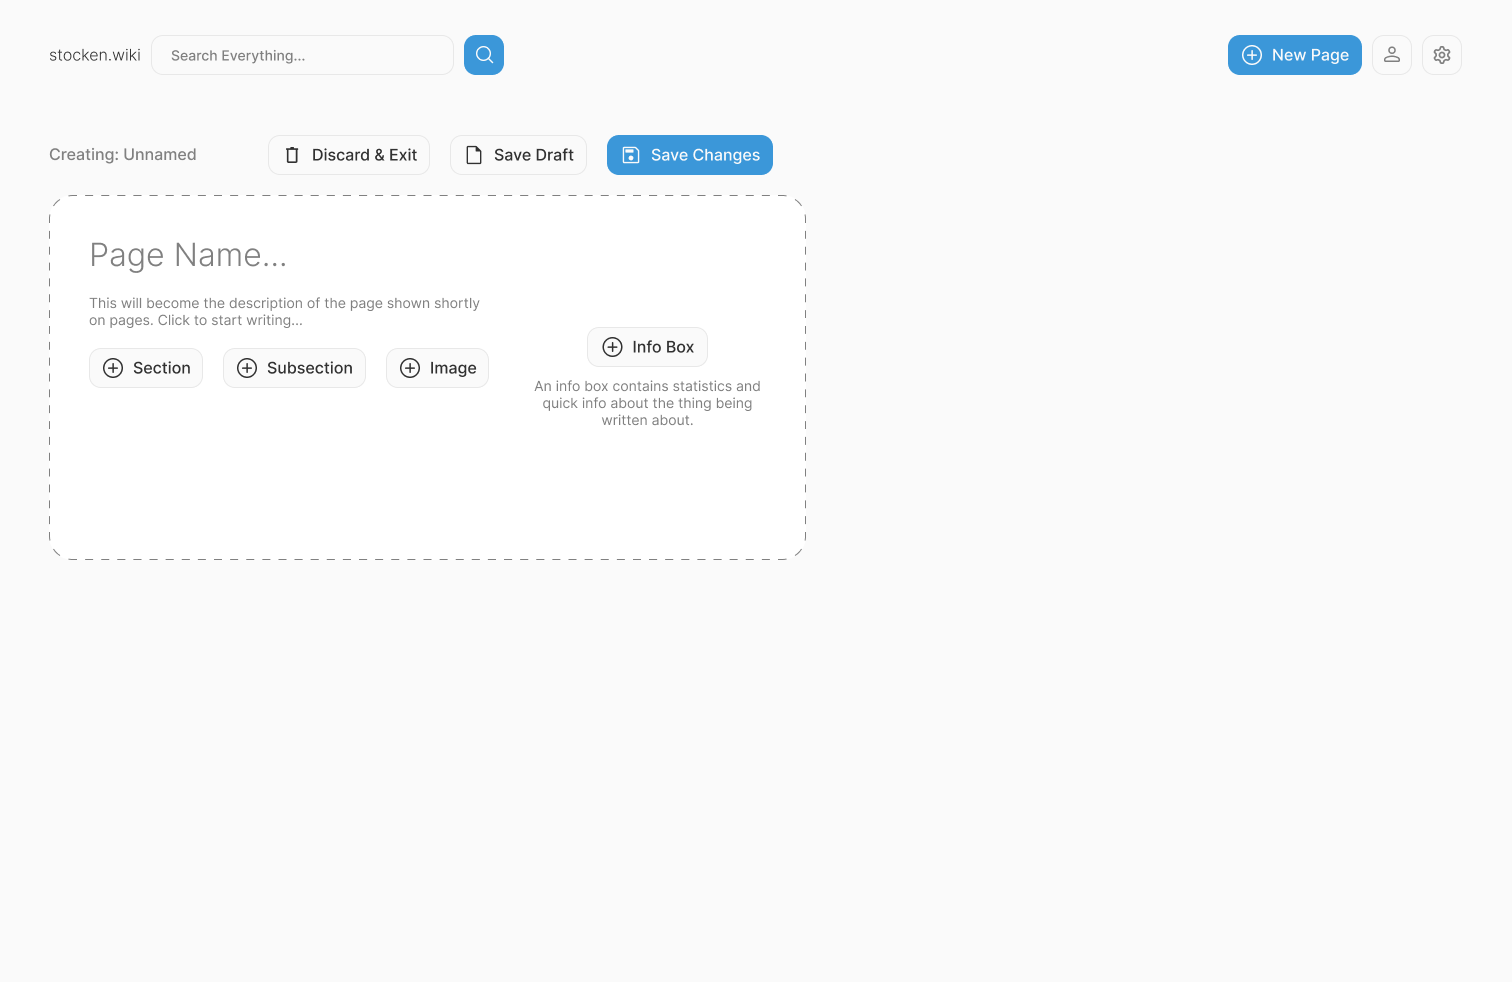 stocken.wiki
Search Everything...
New Page
Creating: Unnamed
Discard & Exit
Save Draft
Save Changes
Page Name...
This will become the description of the page shown shortly
on pages. Click to start writing...
Section
Subsection
Image
Info Box
An info box contains statistics and
quick info about the thing being
written about.